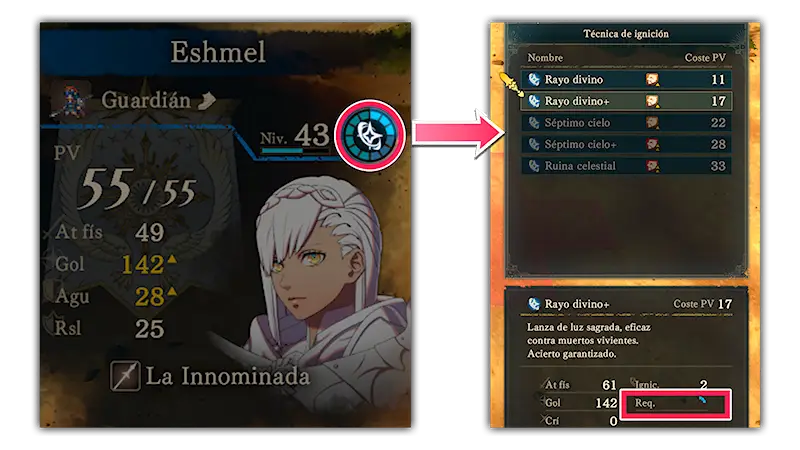 Eshmel
Guardián
Niv. 43
PV
55/55
At fís 49
Gol 142
Agu 28
Rsl 25
La Innominada
Técnica de ignición
Nombre Coste PV
Rayo divino 11
Rayo divino+ 17
Séptimo cielo 22
Séptimo cielo+ 28
Ruina celestial 33
Rayo divino+ Coste PV 17
Lanza de luz sagrada, eficaz
contra muertos vivientes.
Acierto garantizado.
At fís 61 Ignic. 2
Gol 142 Req.
Crí 0